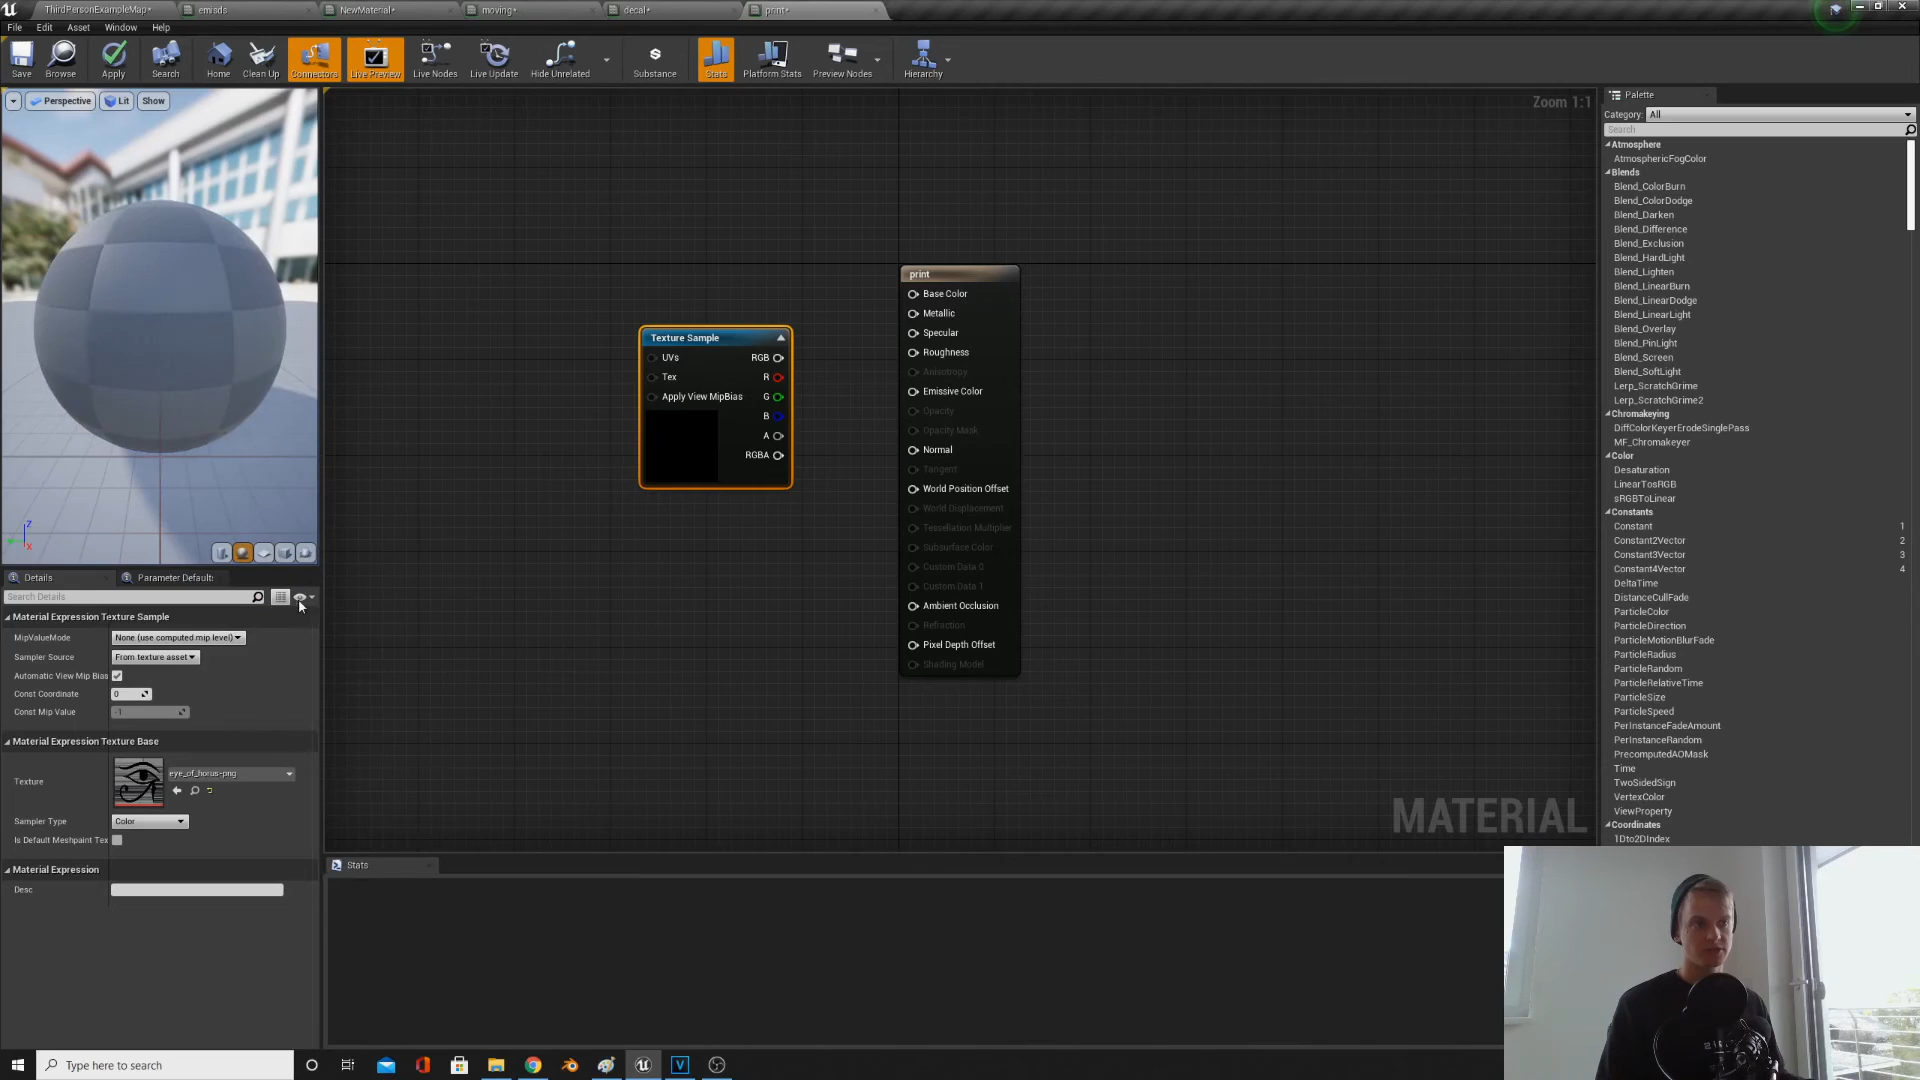 ThirdPersonExampleMap*
emisds
NewMaterial*
moving*
decal*
print*
File
Edit
Asset
Window
Help
Save
Browse
Apply
Search
Home
Clean Up
Connectors
Live Preview
Live Nodes
Live Update
Hide Unrelated
Substance
Stats
Platform Stats
Preview Nodes
Hierarchy
Perspective
Lit
Show
Zoom 1:1
Palette
Category: All
Search
Atmosphere
AtmosphericFogColor
Blends
Blend_ColorBurn
Blend_ColorDodge
Blend_Darken
Blend_Difference
Blend_Exclusion
Blend_HardLight
Blend_Lighten
Blend_LinearBurn
Blend_LinearDodge
Blend_LinearLight
Blend_Overlay
Blend_PinLight
Blend_Screen
Blend_SoftLight
Lerp_ScratchGrime
Lerp_ScratchGrime2
Chromakeying
DiffColorKeyerErodeSinglePass
MF_Chromakeyer
Color
Desaturation
LinearTosRGB
sRGBToLinear
Constants
Constant 1
Constant2Vector 2
Constant3Vector 3
Constant4Vector 4
DeltaTime
DistanceCullFade
ParticleColor
ParticleDirection
ParticleMotionBlurFade
ParticleRadius
ParticleRandom
ParticleRelativeTime
ParticleSize
ParticleSpeed
PerInstanceFadeAmount
PerInstanceRandom
PrecomputedAOMask
Time
TwoSidedSign
VertexColor
ViewProperty
Coordinates
1Dto2DIndex
Texture Sample
UVs RGB
Tex R
Apply View MipBias G
B
A
RGBA
print
Base Color
Metallic
Specular
Roughness
Anisotropy
Emissive Color
Opacity
Opacity Mask
Normal
Tangent
World Position Offset
World Displacement
Tessellation Multiplier
Subsurface Color
Custom Data 0
Custom Data 1
Ambient Occlusion
Refraction
Pixel Depth Offset
Shading Model
MATERIAL
Z
X
Details
Parameter Default:
Search Details
Material Expression Texture Sample
MipValueMode None (use computed mip level)
Sampler Source From texture asset
Automatic View Mip Bias
Const Coordinate 0
Const Mip Value -1
Material Expression Texture Base
Texture eye_of_horus-png
Sampler Type Color
Is Default Meshpaint Tex
Material Expression
Desc
Stats
Type here to search